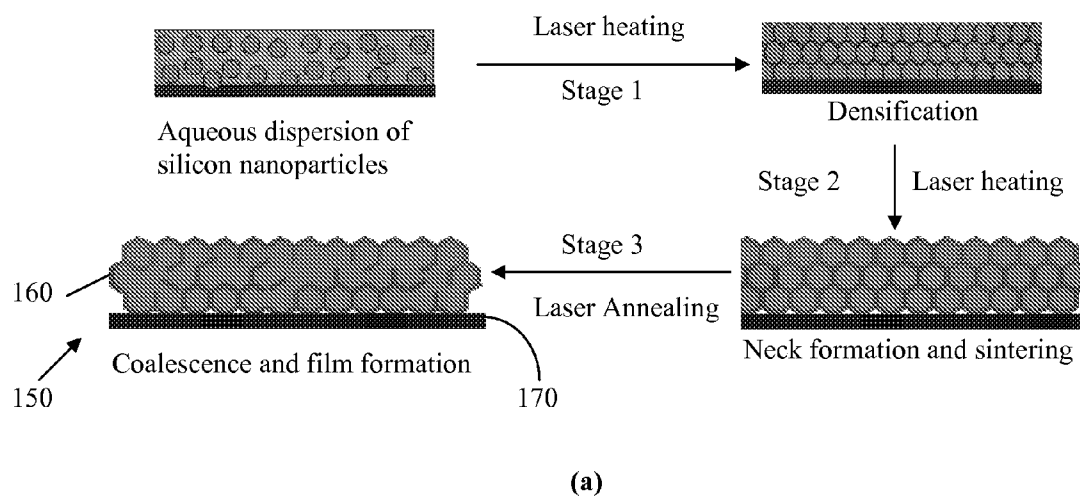 Aqueous dispersion of
silicon nanoparticles
Laser heating
Stage 1
Densification
Stage 2
Laser heating
Neck formation and sintering
Stage 3
Laser Annealing
Coalescence and film formation
160
150
170
(a)